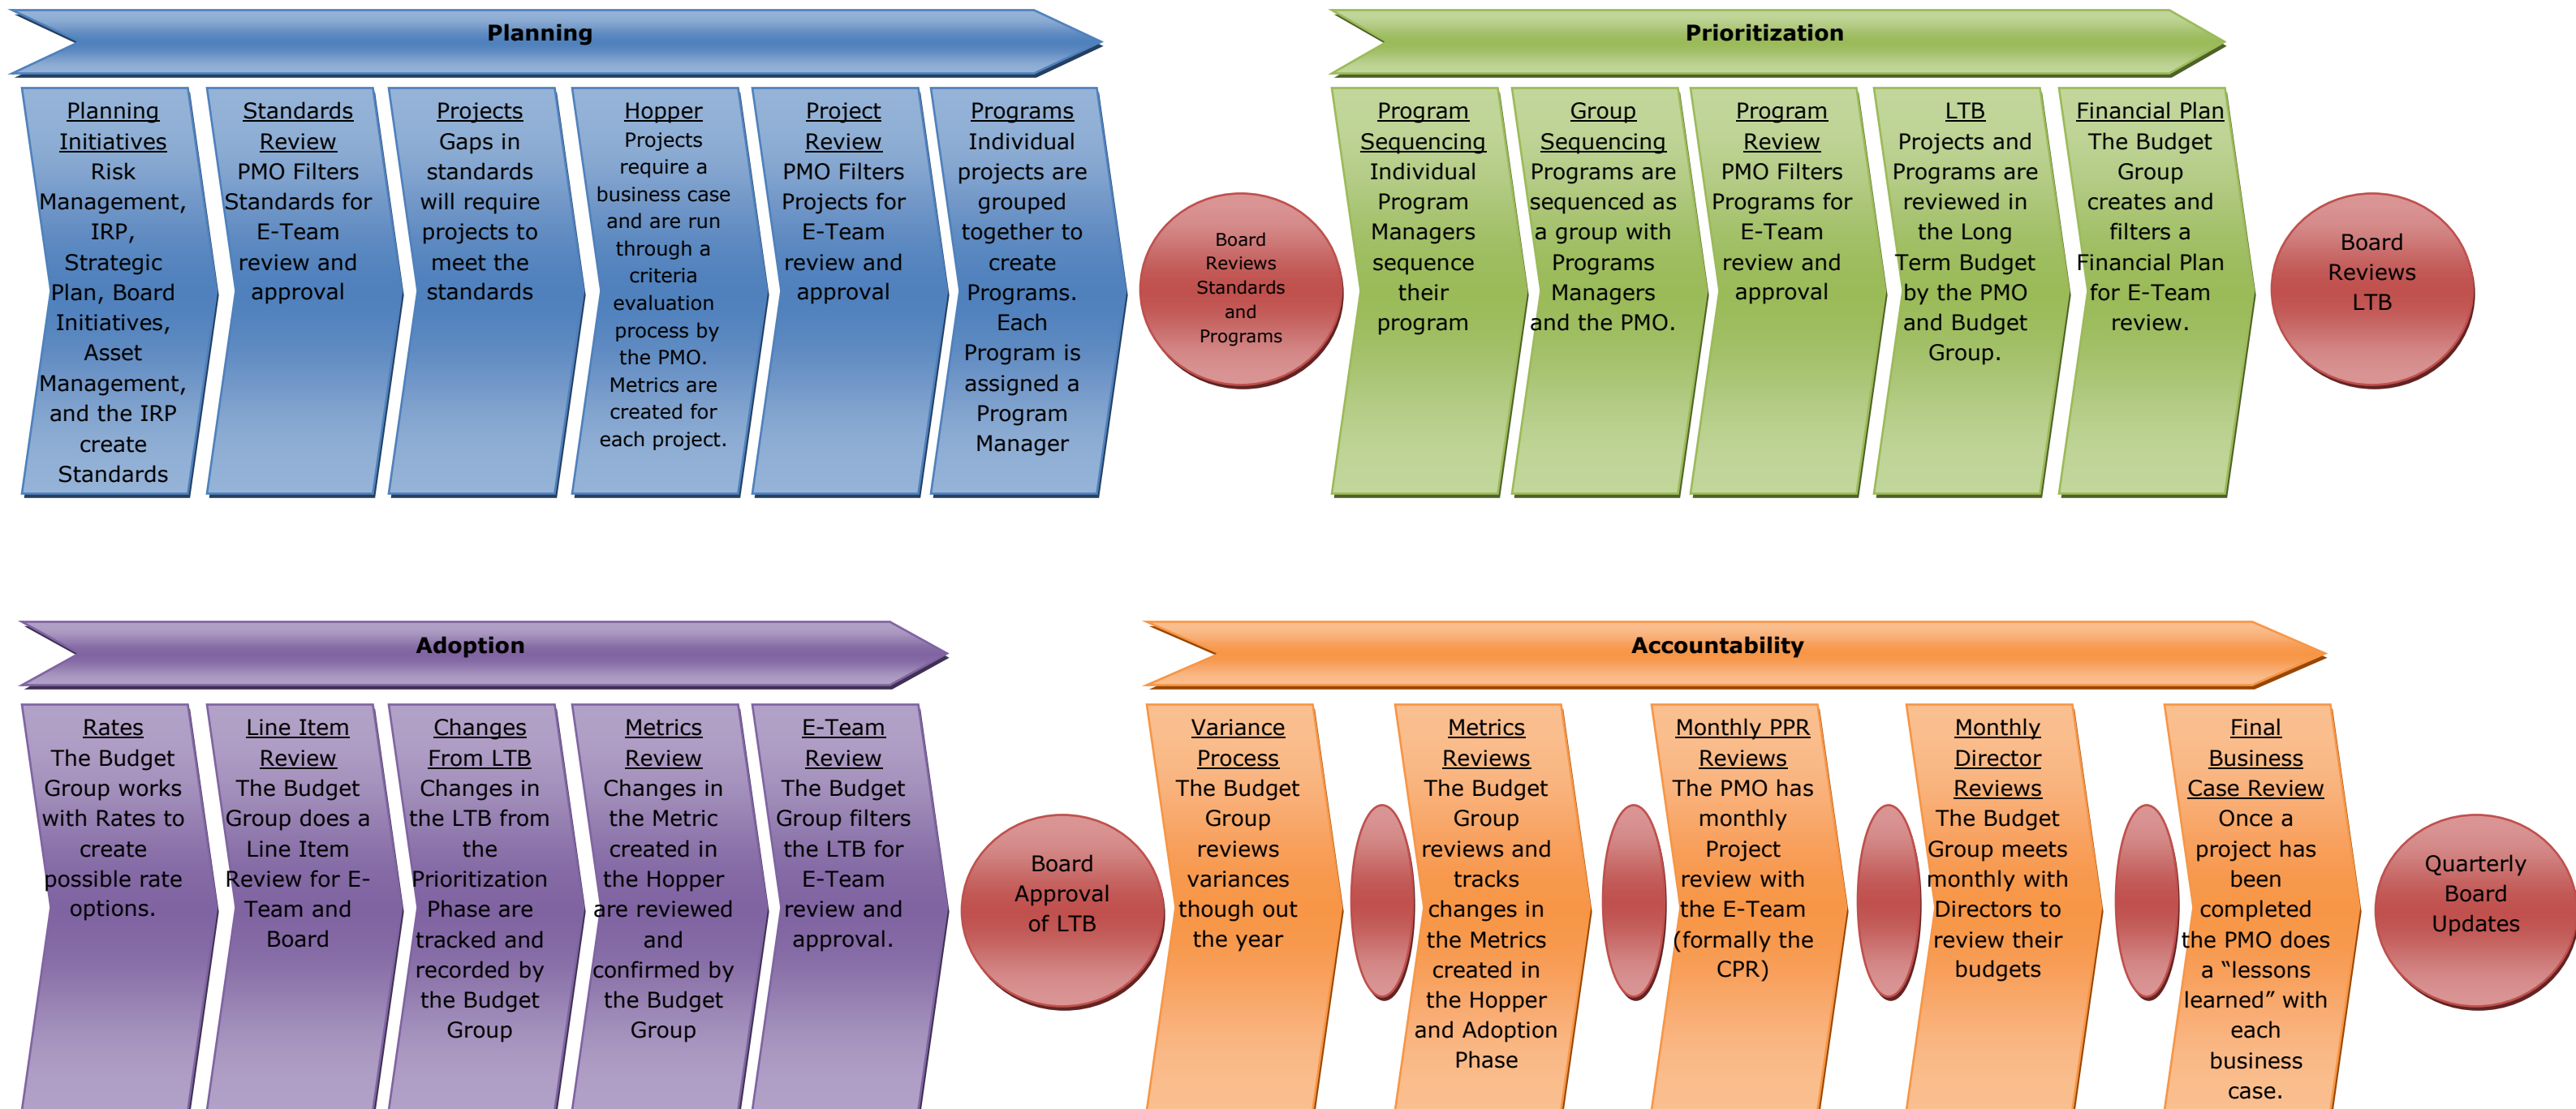 Planning
Planning
Initiatives
Risk
Management,
IRP,
Strategic
Plan, Board
Initiatives,
Asset
Management,
and the IRP
create
Standards
Standards
Review
PMO Filters
Standards for
E-Team
review and
approval
Projects
Gaps in
standards
will require
projects to
meet the
standards
Hopper
Projects
require a
business case
and are run
through a
criteria
evaluation
process by
the PMO.
Metrics are
created for
each project.
Project
Review
PMO Filters
Projects for
E-Team
review and
approval
Programs
Individual
projects are
grouped
together to
create
Programs.
Each
Program is
assigned a
Program
Manager
Board
Reviews
Standards
and
Programs
Prioritization
Program
Sequencing
Individual
Program
Managers
sequence
their
program
Group
Sequencing
Programs are
sequenced as
a group with
Programs
Managers
and the PMO.
Program
Review
PMO Filters
Programs for
E-Team
review and
approval
LTB
Projects and
Programs are
reviewed in
the Long
Term Budget
by the PMO
and Budget
Group.
Financial Plan
The Budget
Group
creates and
filters a
Financial Plan
for E-Team
review.
Board
Reviews
LTB
Adoption
Rates
The Budget
Group works
with Rates to
create
possible rate
options.
Line Item
Review
The Budget
Group does a
Line Item
Review for E-
Team and
Board
Changes
From LTB
Changes in
the LTB from
the
Prioritization
Phase are
tracked and
recorded by
the Budget
Group
Metrics
Review
Changes in
the Metric
created in
the Hopper
are reviewed
and
confirmed by
the Budget
Group
E-Team
Review
The Budget
Group filters
the LTB for
E-Team
review and
approval.
Board
Approval
of LTB
Accountability
Variance
Process
The Budget
Group
reviews
variances
though out
the year
Metrics
Reviews
The Budget
Group
reviews and
tracks
changes in
the Metrics
created in
the Hopper
and Adoption
Phase
Monthly PPR
Reviews
The PMO has
monthly
Project
review with
the E-Team
(formally the
CPR)
Monthly
Director
Reviews
The Budget
Group meets
monthly with
Directors to
review their
budgets
Final
Business
Case Review
Once a
project has
been
completed
the PMO does
a “lessons
learned” with
each
business
case.
Quarterly
Board
Updates